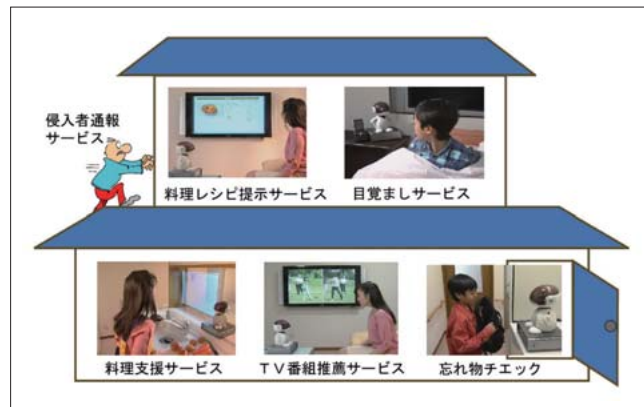 侵入者通報
サービス
料理レシピ提示サービス
目覚ましサービス
料理支援サービス
TV番組推薦サービス
忘れ物チエック